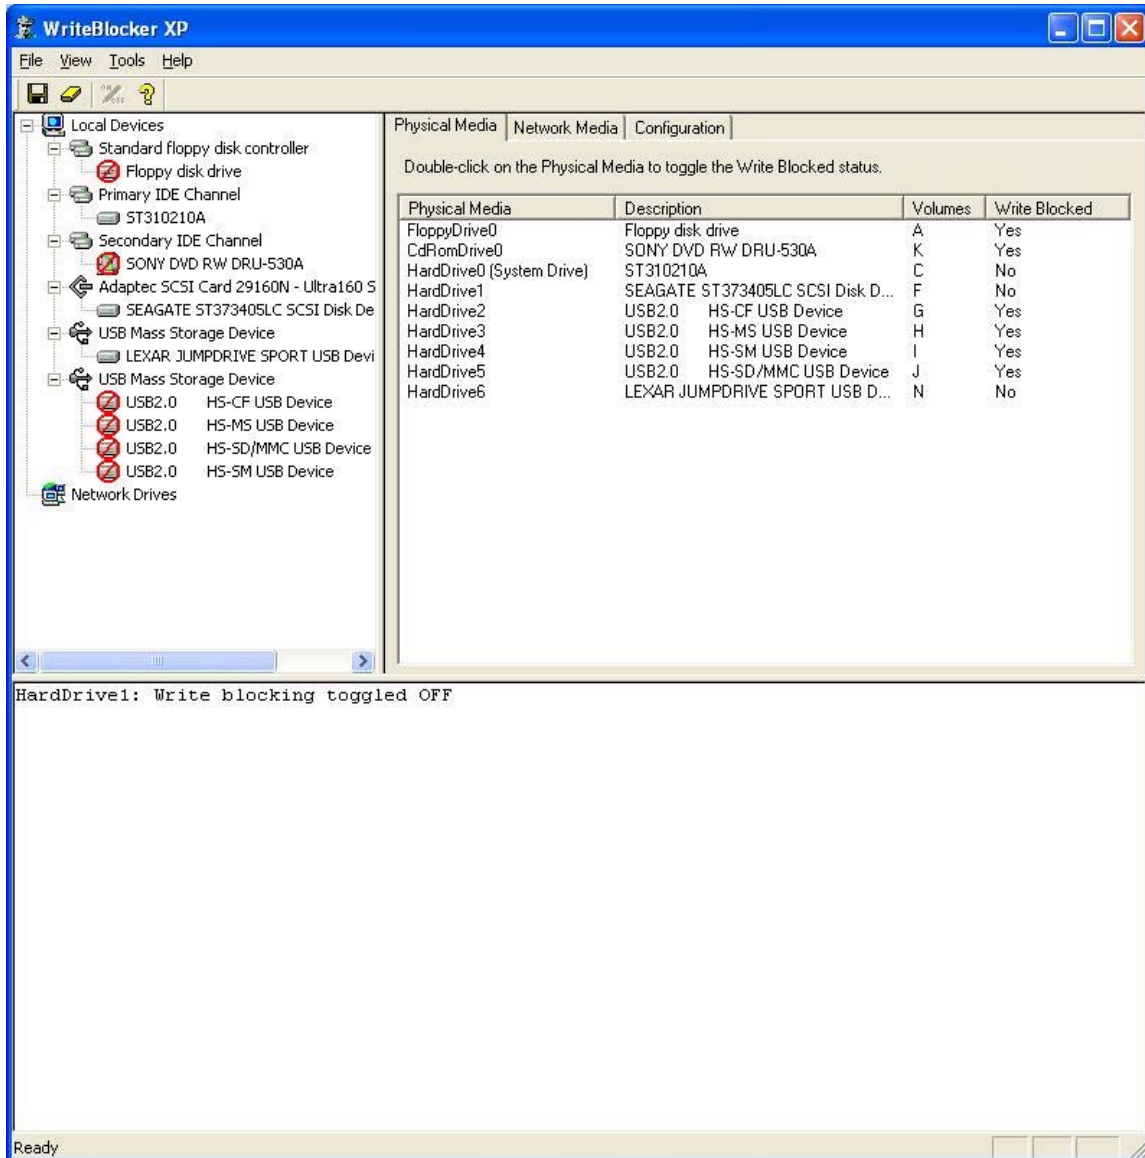 WriteBlocker XP
File View Tools Help
ON OFF
Local Devices
Standard floppy disk controller
Floppy disk drive
Primary IDE Channel
ST310210A
Secondary IDE Channel
SONY DVD RW DRU-530A
Adaptec SCSI Card 29160N - Ultra160 S
SEAGATE ST373405LC SCSI Disk De
USB Mass Storage Device
LEXAR JUMPDRIVE SPORT USB Devi
USB Mass Storage Device
USB2.0 HS-CF USB Device
USB2.0 HS-MS USB Device
USB2.0 HS-SD/MMC USB Device
USB2.0 HS-SM USB Device
Network Drives
Physical Media Network Media Configuration
Double-click on the Physical Media to toggle the Write Blocked status.
Physical Media Description Volumes Write Blocked
FloppyDrive0 Floppy disk drive A Yes
CdRomDrive0 SONY DVD RW DRU-530A K Yes
HardDrive0 (System Drive) ST310210A C No
HardDrive1 SEAGATE ST373405LC SCSI Disk D... F No
HardDrive2 USB2.0 HS-CF USB Device G Yes
HardDrive3 USB2.0 HS-MS USB Device H Yes
HardDrive4 USB2.0 HS-SM USB Device I Yes
HardDrive5 USB2.0 HS-SD/MMC USB Device J Yes
HardDrive6 LEXAR JUMPDRIVE SPORT USB D... N No
HardDrive1: Write blocking toggled OFF
Ready